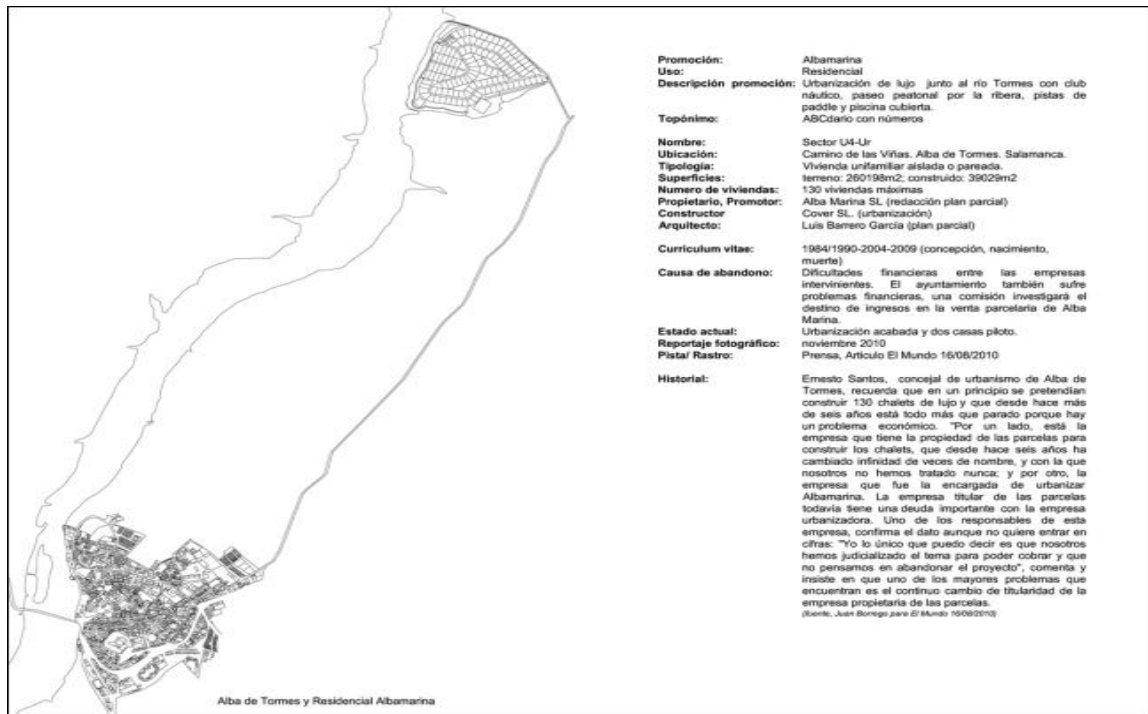 Promoción: Albamarina
Uso: Residencial
Descripción promoción: Urbanización de lujo junto al río Tormes con club
náutico, paseo peatonal por la ribera, pistas de
paddle y piscina cubierta.
Topónimo: ABCdario con números
Nombre: Sector U4-Ur
Ubicación: Camino de las Viñas. Alba de Tormes. Salamanca.
Tipología: Vivienda unifamiliar aislada o pareada.
Superficies: terreno: 260198m2; construido: 39029m2
Numero de viviendas: 130 viviendas máximas
Propietario, Promotor: Alba Marina SL (redacción plan parcial)
Constructor Cover SL. (urbanización)
Arquitecto: Luis Barrero García (plan parcial)
Curriculum vitae: 1984/1990-2004-2009 (concepción, nacimiento,
muerte)
Causa de abandono: Dificultades financieras entre las empresas
intervinientes. El ayuntamiento también sufre
problemas financieros, una comisión investigará el
destino de ingresos en la venta parcelaria de Alba
Marina.
Estado actual: Urbanización acabada y dos casas piloto.
Reportaje fotográfico: noviembre 2010
Pista/ Rastro: Prensa, Artículo El Mundo 16/08/2010
Historial: Ernesto Santos, concejal de urbanismo de Alba de
Tormes, recuerda que en un principio se pretendían
construir 130 chalets de lujo y que desde hace más
de seis años está todo más que parado porque hay
un problema económico. "Por un lado, está la
empresa que tiene la propiedad de las parcelas para
construir los chalets, que desde hace seis años ha
cambiado infinidad de veces de nombre, y con la que
nosotros no hemos tratado nunca; y por otro, la
empresa que fue la encargada de urbanizar
Albamarina. La empresa titular de las parcelas
todavía tiene una deuda importante con la empresa
urbanizadora. Uno de los responsables de esta
empresa, confirma el dato aunque no quiere entrar en
cifras: "Yo lo único que puedo decir es que nosotros
hemos judicializado el tema para poder cobrar y que
no pensamos en abandonar el proyecto", comenta y
insiste en que uno de los mayores problemas que
encuentran es el continuo cambio de titularidad de la
empresa propietaria de las parcelas.
(fuente, Juan Borrego para El Mundo 16/08/2010)
Alba de Tormes y Residencial Albamarina